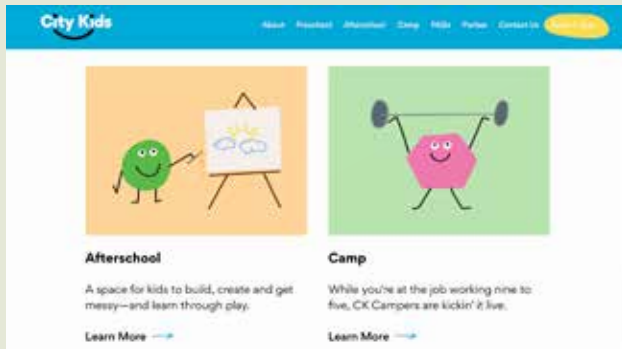 City Kids
About Preschool Afterschool Camp FAQs Parties Contact Us
Afterschool
A space for kids to build, create and get
messy—and learn through play.
Learn More →
Camp
While you're at the job working nine to
five, CK Campers are kickin' it live.
Learn More →